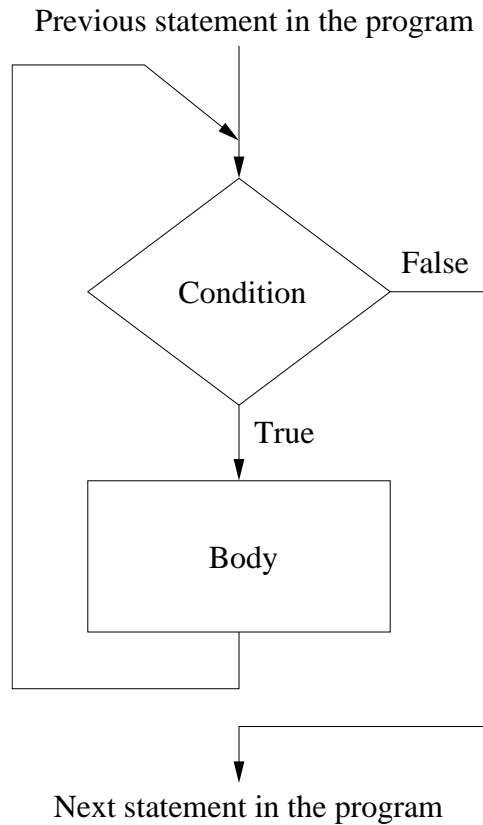 Previous statement in the program
False
Condition
True
Body
Next statement in the program